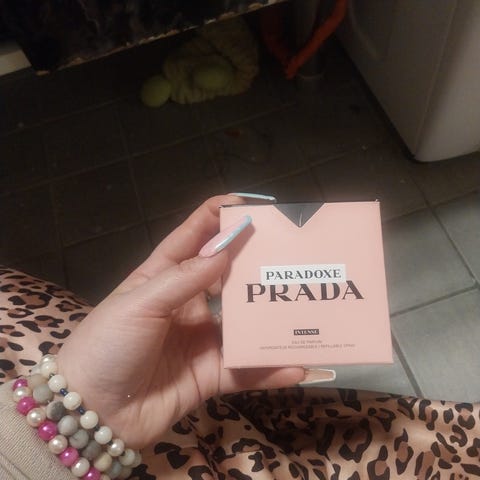 PARADOXE
PRADA
INTENSE
EAU DE PARFUM
VAPORISATEUR RECHARGEABLE / REFILLABLE SPRAY